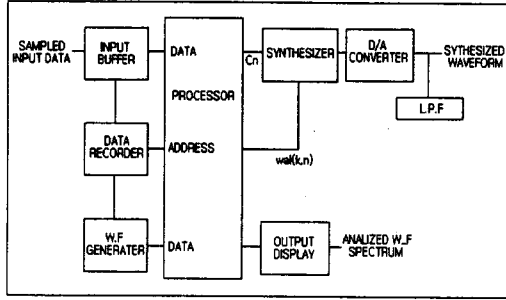 SAMPLED
INPUT DATA
INPUT
BUFFER
DATA
PROCESSOR
Cn
SYNTHESIZER
D/A
CONVERTER
SYTHESIZED
WAVEFORM
L.P.F
DATA
RECORDER
ADDRESS
wal(k,n)
W.F
GENERATER
DATA
OUTPUT
DISPLAY
ANALIZED W.F
SPECTRUM